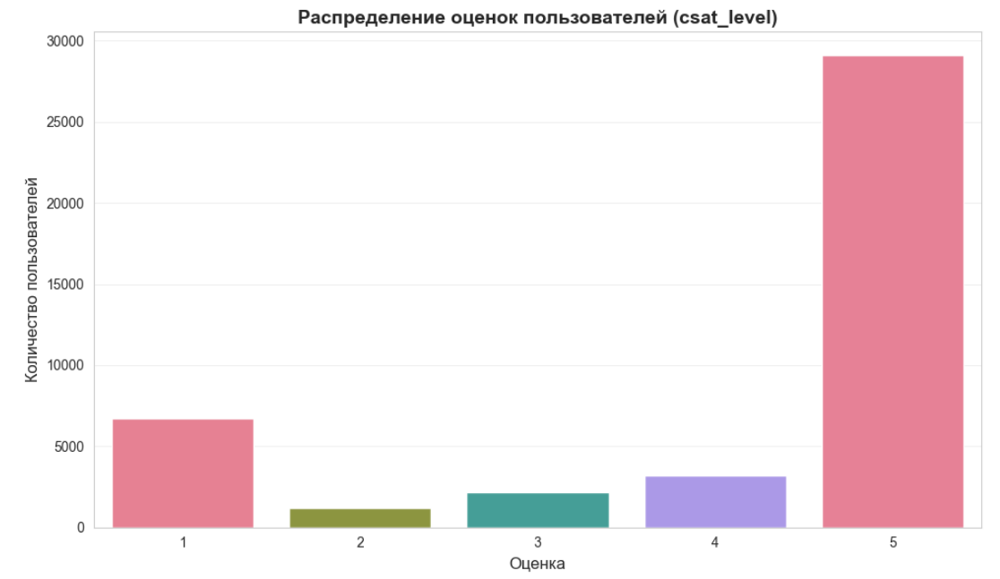 Распределение оценок пользователей (csat_level)
30000
25000
20000
15000
10000
5000
0
Количество пользователей
1 2 3 4 5
Оценка